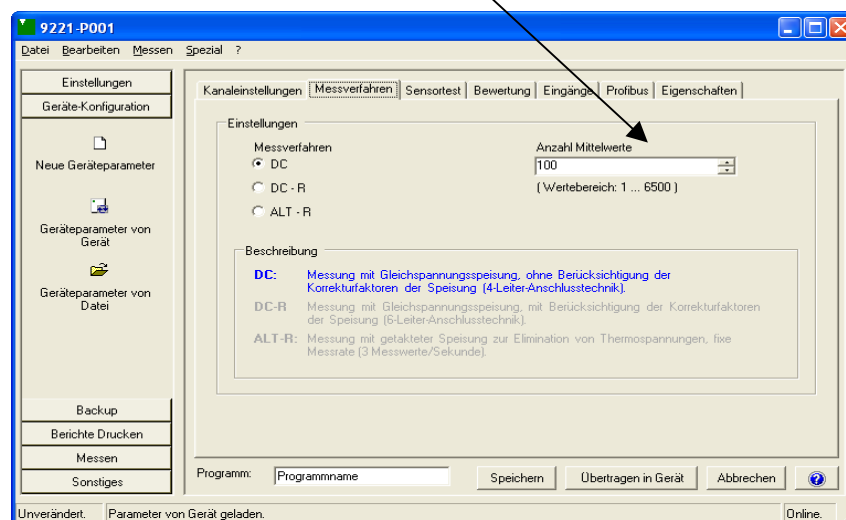 9221-P001
Datei Bearbeiten Messen Spezial ?
Einstellungen
Geräte-Konfiguration
Neue Geräteparameter
Geräteparameter von
Gerät
Geräteparameter von
Datei
Backup
Berichte Drucken
Messen
Sonstiges
Kanaleinstellungen Messverfahren Sensortest Bewertung Eingänge Profibus Eigenschaften
Einstellungen
Messverfahren
DC
DC - R
ALT - R
Anzahl Mittelwerte
100
( Wertebereich: 1 ... 6500 )
Beschreibung
DC: Messung mit Gleichspannungsspeisung, ohne Berücksichtigung der
Korrekturfaktoren der Speisung (4-Leiter-Anschlusstechnik).
DC-R Messung mit Gleichspannungsspeisung, mit Berücksichtigung der Korrekturfaktoren
der Speisung (6-Leiter-Anschlusstechnik).
ALT-R: Messung mit getakteter Speisung zur Elimination von Thermospannungen, fixe
Messrate (3 Messwerte/Sekunde).
Programm: Programmname Speichern Übertragen in Gerät Abbrechen ?
Unverändert. Parameter von Gerät geladen. Online.